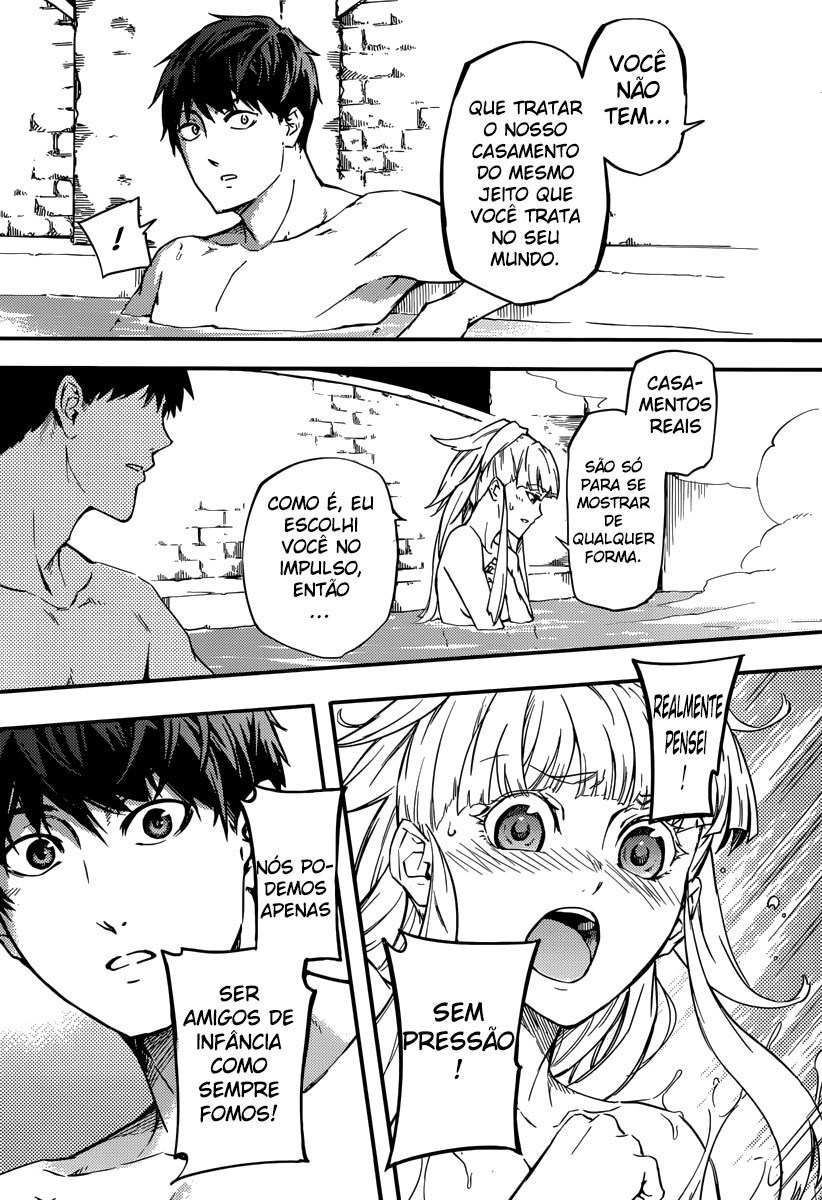 VOCÊ
NÃO
TEM...
QUE TRATAR
O NOSSO
CASAMENTO
DO MESMO
JEITO QUE
VOCÊ TRATA
NO SEU
MUNDO.
!
CASA-
MENTOS
REAIS
SÃO SÓ
PARA SE
MOSTRAR
DE
QUALQUER
FORMA.
COMO É, EU
ESCOLHI
VOCÊ NO
IMPULSO,
ENTÃO
...
REALMENTE
PENSEI
!
SEM
PRESSÃO
!
NÓS PO-
DEMOS
APENAS
SER
AMIGOS DE
INFÂNCIA
COMO
SEMPRE
FOMOS!